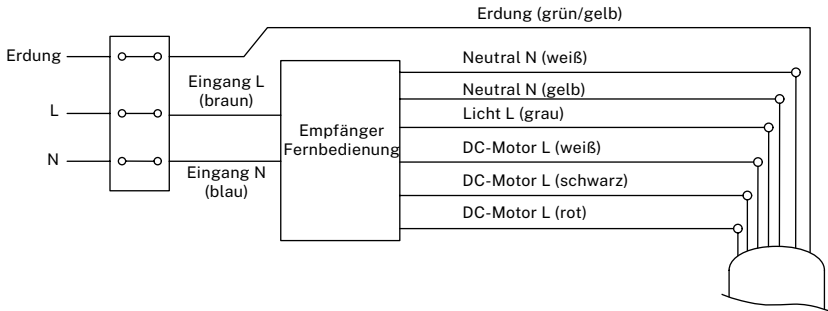 Erdung (grün/gelb)
Erdung
Eingang L
(braun)
L
Eingang N
(blau)
N
Empfänger
Fernbedienung
Neutral N (weiß)
Neutral N (gelb)
Licht L (grau)
DC-Motor L (weiß)
DC-Motor L (schwarz)
DC-Motor L (rot)